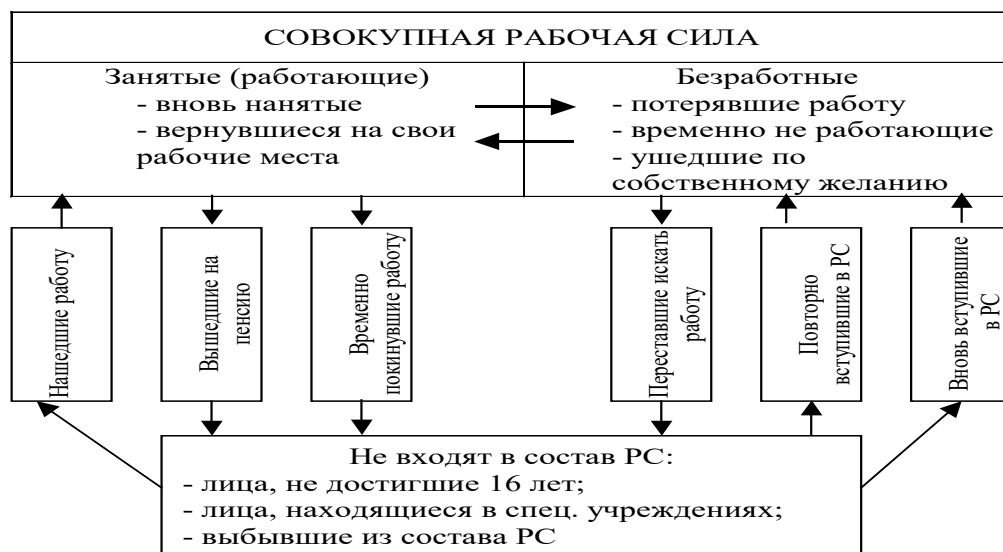 СОВОКУПНАЯ РАБОЧАЯ СИЛА
Занятые (работающие)
- вновь нанятые
- вернувшиеся на свои
рабочие места
Безработные
- потерявшие работу
- временно не работающие
- ушедшие по
собственному желанию
Нашедшие работу
Вышедшие на
пенсию
Временно
покинувшие работу
Переставшие искать
работу
Повторно
вступившие в РС
Вновь вступившие
в РС
Не входят в состав РС:
- лица, не достигшие 16 лет;
- лица, находящиеся в спец. учреждениях;
- выбывшие из состава РС